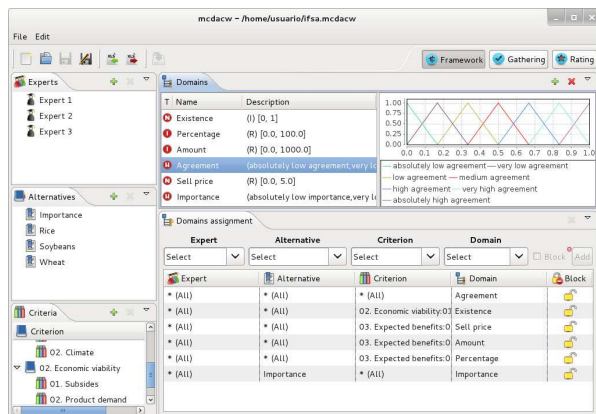 mcdacw – /home/usuario/ifsa.mcdacw
File Edit
Framework Gathering Rating
Experts
Expert 1
Expert 2
Expert 3
Alternatives
Importance
Rice
Soybeans
Wheat
Criteria
Criterion
02. Climate
02. Economic viability
01. Subsides
02. Product demand
Domains
T Name Description
Existence (I) [0, 1]
Percentage (R) [0.0, 100.0]
Amount (R) [0.0, 1000.0]
Agreement (absolutely low agreement,very lo
Sell price (R) [0.0, 5.0]
Importance (absolutely low importance,very l
1.00
0.75
0.50
0.25
0.00
0.0 0.1 0.2 0.3 0.4 0.5 0.6 0.7 0.8 0.9 1.0
absolutely low agreement — very low agreement
low agreement — medium agreement
high agreement — very high agreement
absolutely high agreement
Domains assignment
Expert Alternative Criterion Domain
Select Select Select Select Block Add
Expert Alternative Criterion Domain Block
* (All) * (All) * (All) Agreement
* (All) * (All) 02. Economic viability:01 Existence
* (All) * (All) 03. Expected benefits:0 Sell price
* (All) * (All) 03. Expected benefits:0 Amount
* (All) * (All) 03. Expected benefits:0 Percentage
* (All) Importance * (All) Importance